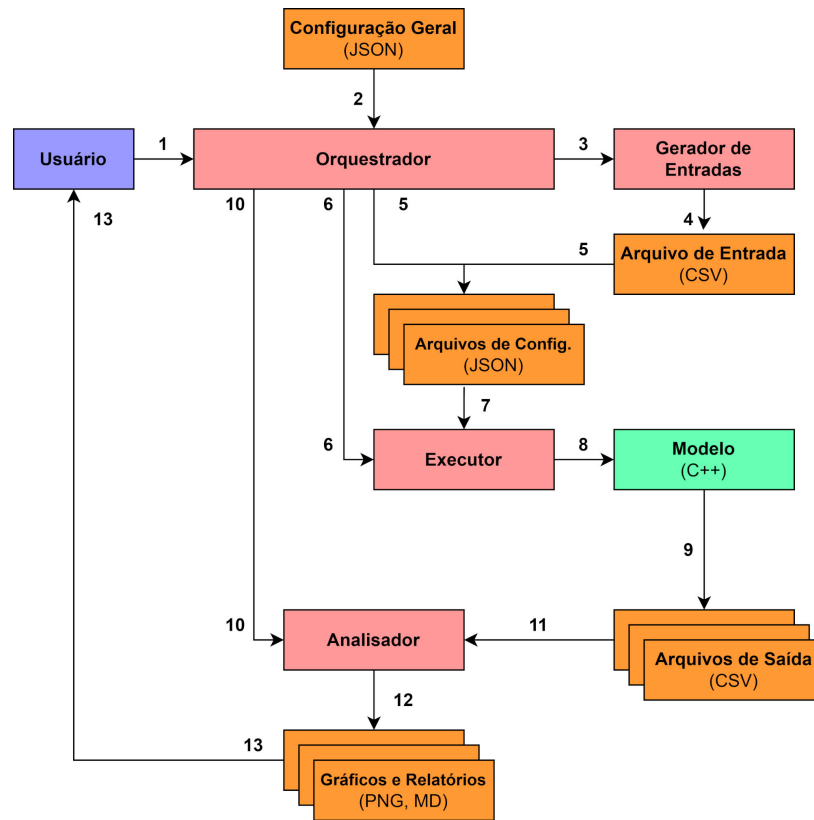 Configuração Geral
(JSON)
2
Usuário
1
Orquestrador
3
Gerador de
Entradas
13
10
6
5
4
5
Arquivo de Entrada
(CSV)
Arquivos de Config.
(JSON)
7
6
Executor
8
Modelo
(C++)
9
10
Analisador
11
Arquivos de Saída
(CSV)
12
13
Gráficos e Relatórios
(PNG, MD)